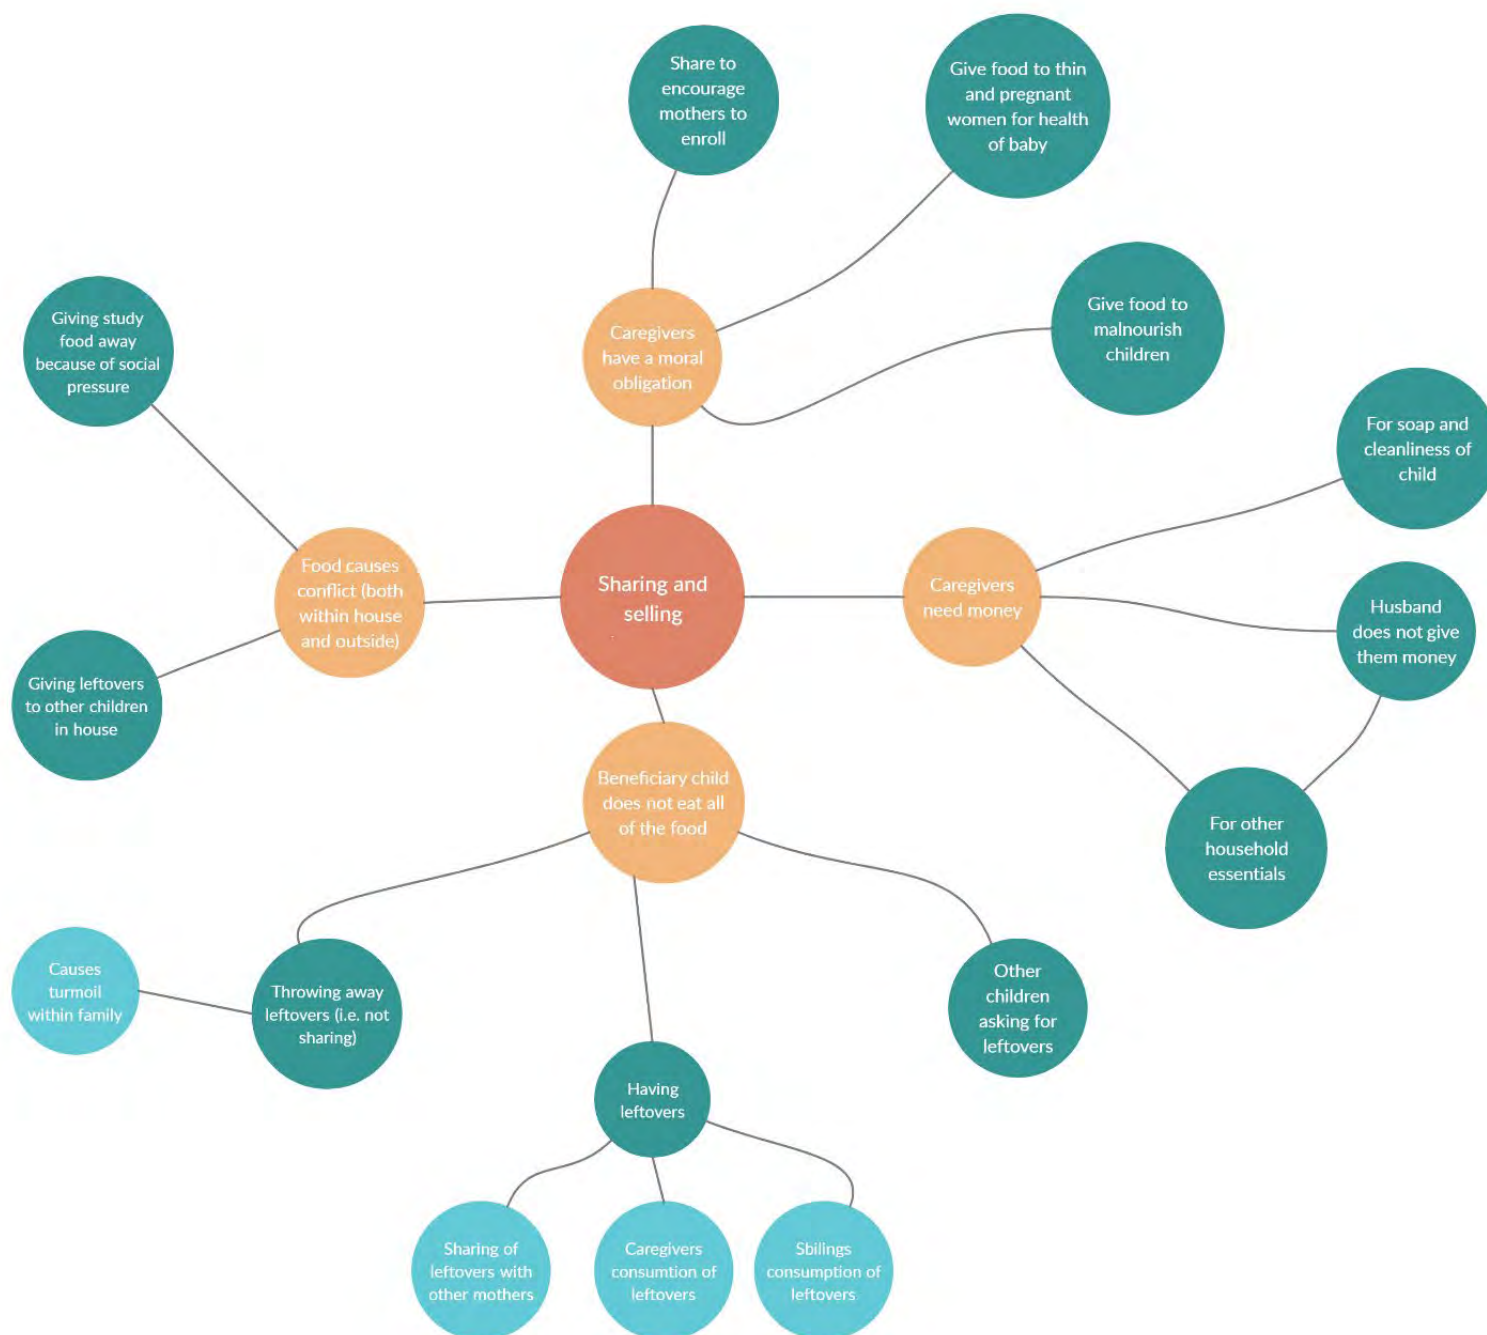 Share to
encourage
mothers to
enroll
Give food to thin
and pregnant
women for health
of baby
Give food to
malnourish
children
Caregivers
have a moral
obligation
Giving study
food away
because of social
pressure
For soap and
cleanliness of
child
Food causes
conflict (both
within house
and outside)
Sharing and
selling
Caregivers
need money
Husband
does not give
them money
Giving leftovers
to other children
in house
Beneficiary child
does not eat all
of the food
For other
household
essentials
Causes
turmoil
within family
Throwing away
leftovers (i.e. not
sharing)
Other
children
asking for
leftovers
Having
leftovers
Sharing of
leftovers with
other mothers
Caregivers
consumtion of
leftovers
Sbilings
consumption of
leftovers